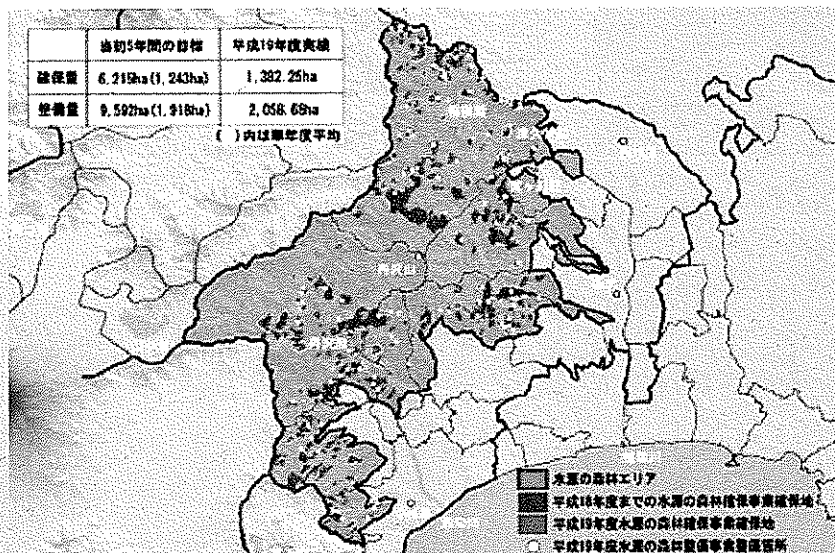 当初5年間の目標 平成19年度実績
確保量 6,215ha(1,243ha) 1,382.25ha
整備量 9,592ha(1,918ha) 2,058.68ha
( )内は単年度平均
丹沢山
水源の森林エリア
平成18年度までの水源の森林確保事業確保地
平成19年度水源の森林確保事業確保地
平成19年度水源の森林整備事業整備箇所